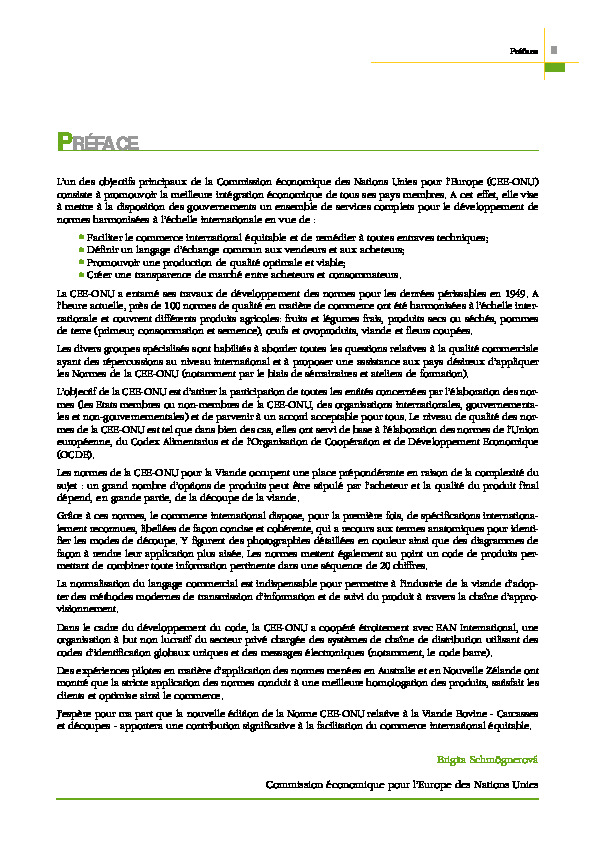 Préface
PRÉFACE
L'un des objectifs principaux de la Commission économique des Nations Unies pour l'Europe (CEE-ONU)
consiste à promouvoir la meilleure intégration économique de tous ses pays membres. A cet effet, elle vise
à mettre à la disposition des gouvernements un ensemble de services complets pour le développement de
normes harmonisées à l'échelle internationale en vue de :
Faciliter le commerce international équitable et de remédier à toutes entraves techniques;
Définir un langage d'échange commun aux vendeurs et aux acheteurs;
Promouvoir une production de qualité optimale et viable;
Créer une transparence de marché entre acheteurs et consommateurs.
La CEE-ONU a entamé ses travaux de développement des normes pour les denrées périssables en 1949. A
l'heure actuelle, près de 100 normes de qualité en matière de commerce ont été harmonisées à l'échelle inter-
nationale et couvrent différents produits agricoles: fruits et légumes frais, produits secs ou séchés, pommes
de terre (primeur, consommation et semence), œufs et ovoproduits, viande et fleurs coupées.
Les divers groupes spécialisés sont habilités à aborder toutes les questions relatives à la qualité commerciale
ayant des répercussions au niveau international et à proposer une assistance aux pays désireux d'appliquer
les Normes de la CEE-ONU (notamment par le biais de séminaires et ateliers de formation).
L'objectif de la CEE-ONU est d'attirer la participation de toutes les entités concernées par l'élaboration des nor-
mes (les Etats membres ou non-membres de la CEE-ONU, des organisations internationales, gouvernementa-
les et non-gouvernementales) et de parvenir à un accord acceptable pour tous. Le niveau de qualité des nor-
mes de la CEE-ONU est tel que dans bien des cas, elles ont servi de base à l'élaboration des normes de l'Union
européenne, du Codex Alimentarius et de l'Organisation de Coopération et de Développement Economique
(OCDE).
Les normes de la CEE-ONU pour la Viande occupent une place prépondérante en raison de la complexité du
sujet : un grand nombre d'options de produits peut être stipulé par l'acheteur et la qualité du produit final
dépend, en grande partie, de la découpe de la viande.
Grâce à ces normes, le commerce international dispose, pour la première fois, de spécifications internationa-
lement reconnues, libellées de façon concise et cohérente, qui a recours aux termes anatomiques pour identi-
fier les modes de découpe. Y figurent des photographies détaillées en couleur ainsi que des diagrammes de
façon à rendre leur application plus aisée. Les normes mettent également au point un code de produits per-
mettant de combiner toute information pertinente dans une séquence de 20 chiffres.
La normalisation du langage commercial est indispensable pour permettre à l'industrie de la viande d'adop-
ter des méthodes modernes de transmission d'information et de suivi du produit à travers la chaîne d'appro-
visionnement.
Dans le cadre du développement du code, la CEE-ONU a coopéré étroitement avec EAN International, une
organisation à but non lucratif du secteur privé chargée des systèmes de chaîne de distribution utilisant des
codes d'identification globaux uniques et des messages électroniques (notamment, le code barre).
Des expériences pilotes en matière d'application des normes menées en Australie et en Nouvelle Zélande ont
montré que la stricte application des normes conduit à une meilleure homologation des produits, satisfait les
clients et optimise ainsi le commerce.
J'espère pour ma part que la nouvelle édition de la Norme CEE-ONU relative à la Viande Bovine - Carcasses
et découpes - apportera une contribution significative à la facilitation du commerce international équitable.
Brigita Schmögnerová
Commission économique pour l'Europe des Nations Unies